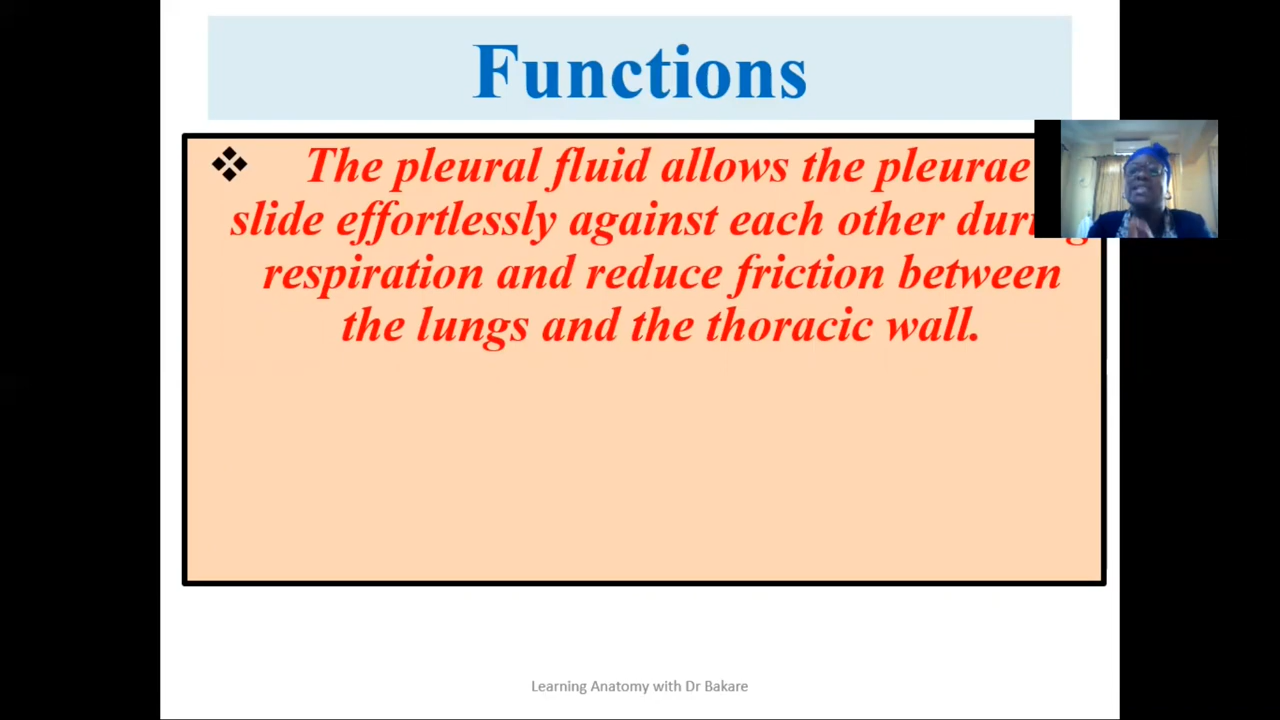 Functions
The pleural fluid allows the pleurae
slide effortlessly against each other during
respiration and reduce friction between
the lungs and the thoracic wall.
Learning Anatomy with Dr Bakare